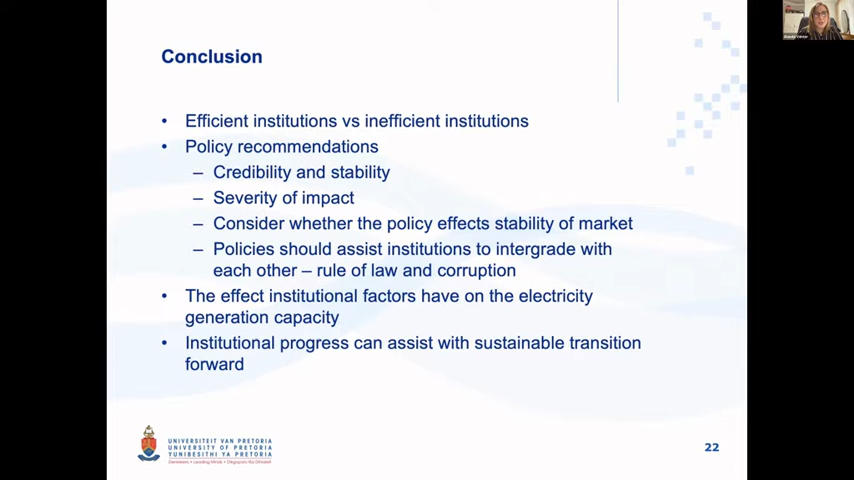 Conclusion
• Efficient institutions vs inefficient institutions
• Policy recommendations
– Credibility and stability
– Severity of impact
– Consider whether the policy effects stability of market
– Policies should assist institutions to intergrade with
each other – rule of law and corruption
• The effect institutional factors have on the electricity
generation capacity
• Institutional progress can assist with sustainable transition
forward
UNIVERSITEIT VAN PRETORIA
UNIVERSITY OF PRETORIA
YUNIBESITHI YA PRETORIA
22